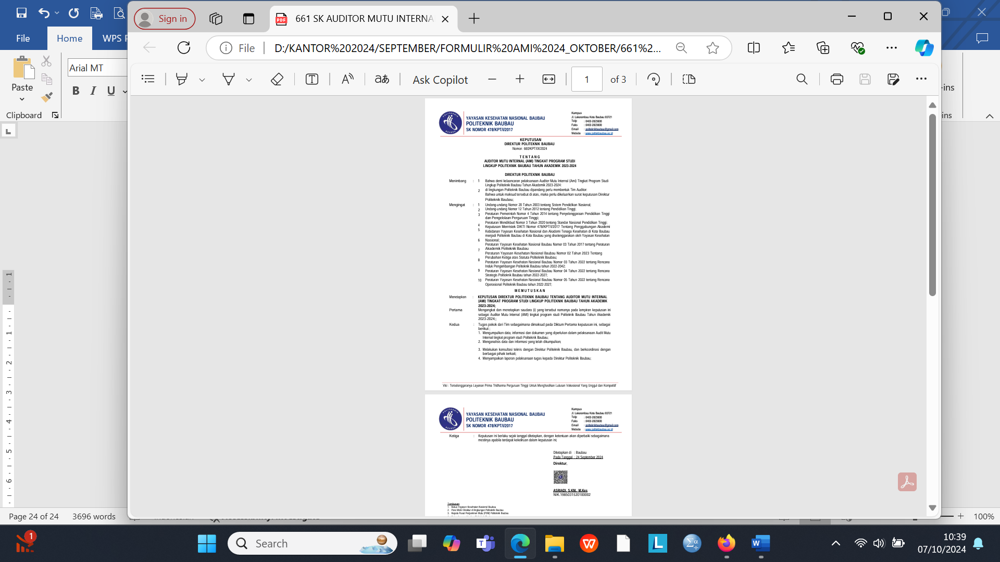 Sign in
661 SK AUDITOR MUTU INTERNA
File
Home
WPS P
File
D:/KANTOR%202024/SEPTEMBER/FORMULIR%20AMI%2024_OKTOBER/661%2...
Paste
Arial MT
B I U
Clipboard
Ask Copilot
1 of 3
-ins
ins
YAYASAN KESEHATAN NASIONAL BAUBAU
POLITEKNIK BAUBAU
SK NOMOR 478/KPT/I/2017
Kampus
Jl. Lakarambau Kota Baubau 93721
Telp : 0402-2823600
Faks : 0402-2823600
Email : politeknikbaubau@gmail.com
Website : www.poltekbaubau.ac.id
KEPUTUSAN
DIREKTUR POLITEKNIK BAUBAU
Nomor: 660/KPT/IX/2024
T E N T A N G
AUDITOR MUTU INTERNAL (AMI) TINGKAT PROGRAM STUDI
LINGKUP POLITEKNIK BAUBAU TAHUN AKADEMIK 2023-2024
DIREKTUR POLITEKNIK BAUBAU
Menimbang : 1 Bahwa demi kelaancaran pelaksanaan Auditor Mutu Internal (Ami) Tingkat Program Studi
Lingkup Politeknik Baubau Tahun Akademik 2023-2024;
2 di lingkungan Politeknik Baubau dipandang perlu membentuk Tim Auditor:
Bahwa untuk maksud tersebut di atas, maka perlu dikeluarkan surat keputusan Direktur
Politeknik Baubau;
Mengingat : 1 Undang-undang Nomor 20 Tahun 2003 tentang Sistem Pendidikan Nasional;
2 Undang-undang Nomor 12 Tahun 2012 tentang Pendidikan Tinggi;
3 Peraturan Pemerintah Nomor 4 Tahun 2014 tentang Penyelenggaraan Pendidikan Tinggi
dan Pengelolaan Perguruan Tinggi;
4 Peraturan Mendikbud Nomor 3 Tahun 2020 tentang Standar Nasional Pendidikan Tinggi;
5 Keputusan Menristek DIKTI Nomor 478/KPT/I/2017 Tentang Penggabungan Akademi
Kebidanan Yayasan Kesehatan Nasional dan Akademi Tenaga Kesehatan di Kota Baubau
menjadi Politeknik Baubau di Kota Baubau yang diselenggarakan oleh Yayasan Kesehatan
6 Nasional;
Peraturan Yayasan Kesehatan Nasional Baubau Nomor 03 Tahun 2017 tentang Peraturan
7 Akademik Politeknik Baubau
Peraturan Yayasan Kesehatan Nasional Baubau Nomor 02 Tahun 2023 Tentang
Perubahan Ketiga atas Statuta Politeknik Baubau;
8 Peraturan Yayasan Kesehatan Nasional Baubau Nomor 03 Tahun 2022 tentang Rencana
Induk Pengembangan Politeknik Baubau tahun 2022-2042;
9 Peraturan Yayasan Kesehatan Nasional Baubau Nomor 04 Tahun 2022 tentang Rencana
Strategis Politeknik Baubau tahun 2022-2027;
10 Peraturan Yayasan Kesehatan Nasional Baubau Nomor 05 Tahun 2022 tentang Rencana
Operasional Politeknik Baubau tahun 2022-2027;
M E M U T U S K A N
Menetapkan : KEPUTUSAN DIREKTUR POLITEKNIK BAUBAU TENTANG AUDITOR MUTU INTERNAL
(AMI) TINGKAT PROGRAM STUDI LINGKUP POLITEKNIK BAUBAU TAHUN AKADEMIK
2023-2024;
Pertama Mengangkat dan menetapkan saudara (i) yang tersebut namanya pada lampiran keputusan ini
sebagai Auditor Mutu Internal (AMI) tingkat program studi Politeknik Baubau Tahun Akademik
2023-2024;;
Kedua : Tugas pokok dari Tim sebagaimana dimaksud pada Diktum Pertama keputusan ini, sebagai
berikut ;
1. Mengumpulkan data, informasi dan dokumen yang diperlukan dalam pelaksanaan Audit Mutu
Internal tingkat program studi Politeknik Baubau;
2. Menganalisis data dan informasi yang telah dikumpulkan;
3. Melakukan konsultasi teknis dengan Direktur Politeknik Baubau, dan berkoordinasi dengan
berbagai pihak terkait;
4. Menyampaikan laporan pelaksanaan tugas kepada Direktur Politeknik Baubau;
Visi : Terselenggaranya Layanan Prima Tridharma Perguruan Tinggi Untuk Menghasilkan Lulusan Vokasional Yang Unggul dan Kompetitif
YAYASAN KESEHATAN NASIONAL BAUBAU
POLITEKNIK BAUBAU
SK NOMOR 478/KPT/I/2017
Kampus
Jl. Lakarambau Kota Baubau 93721
Telp : 0402-2823600
Faks : 0402-2823600
Email : politeknikbaubau@gmail.com
Website : www.poltekbaubau.ac.id
Ketiga : Keputusan ini berlaku sejak tanggal ditetapkan, dengan ketentuan akan diperbaiki sebagaimana
mestinya apabila terdapat kekeliruan dalam keputusan ini;
Ditetapkan di : Baubau
Pada Tanggal : 24 September 2024
Direktur,
ASRIADI, S.KM., M.Kes
NIK.1985031520100002
Tembusan:
1. Ketua Yayasan Kesehatan Nasional Baubau
2. Para Wakil Direktur di lingkungan Politeknik Baubau
3. Kepala Pusat Penjaminan Mutu (P2M) Politeknik Baubau
Page 24 of 24
3696 words
100%
1
Search
10:39
07/10/2024